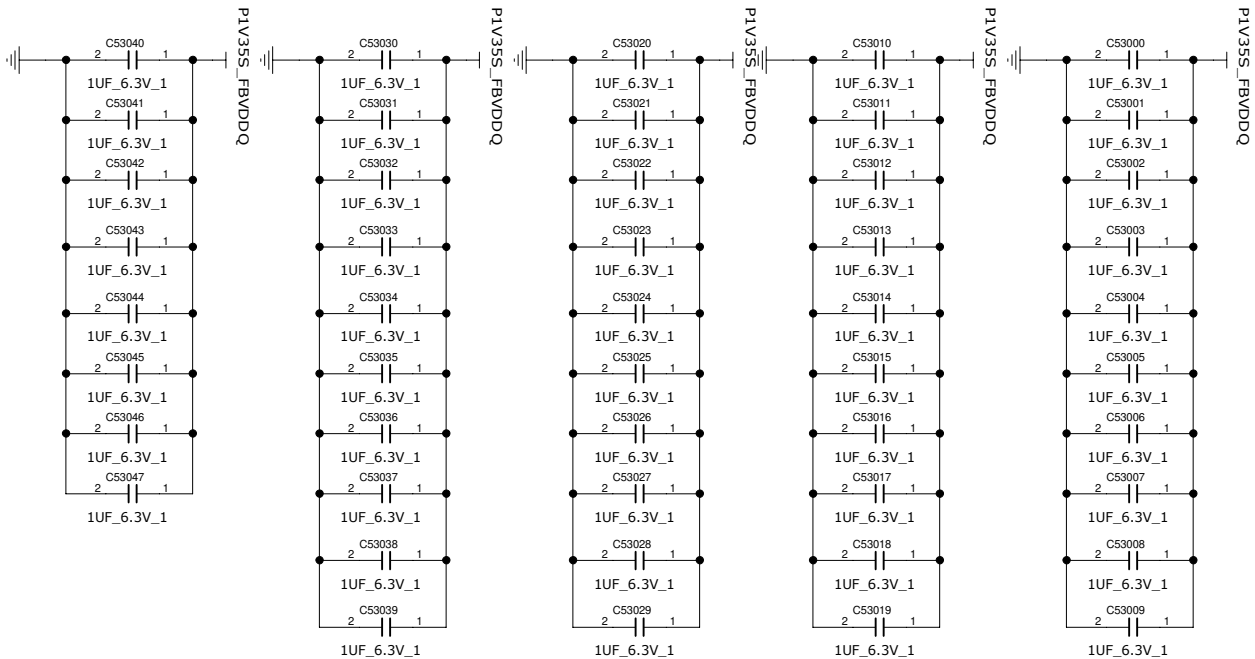 P1V35S_FBVDDQ
C53040
2 1
1UF_6.3V_1
C53041
2 1
1UF_6.3V_1
C53042
2 1
1UF_6.3V_1
C53043
2 1
1UF_6.3V_1
C53044
2 1
1UF_6.3V_1
C53045
2 1
1UF_6.3V_1
C53046
2 1
1UF_6.3V_1
C53047
2 1
1UF_6.3V_1
P1V35S_FBVDDQ
C53030
2 1
1UF_6.3V_1
C53031
2 1
1UF_6.3V_1
C53032
2 1
1UF_6.3V_1
C53033
2 1
1UF_6.3V_1
C53034
2 1
1UF_6.3V_1
C53035
2 1
1UF_6.3V_1
C53036
2 1
1UF_6.3V_1
C53037
2 1
1UF_6.3V_1
C53038
2 1
1UF_6.3V_1
C53039
2 1
1UF_6.3V_1
P1V35S_FBVDDQ
C53020
2 1
1UF_6.3V_1
C53021
2 1
1UF_6.3V_1
C53022
2 1
1UF_6.3V_1
C53023
2 1
1UF_6.3V_1
C53024
2 1
1UF_6.3V_1
C53025
2 1
1UF_6.3V_1
C53026
2 1
1UF_6.3V_1
C53027
2 1
1UF_6.3V_1
C53028
2 1
1UF_6.3V_1
C53029
2 1
1UF_6.3V_1
P1V35S_FBVDDQ
C53010
2 1
1UF_6.3V_1
C53011
2 1
1UF_6.3V_1
C53012
2 1
1UF_6.3V_1
C53013
2 1
1UF_6.3V_1
C53014
2 1
1UF_6.3V_1
C53015
2 1
1UF_6.3V_1
C53016
2 1
1UF_6.3V_1
C53017
2 1
1UF_6.3V_1
C53018
2 1
1UF_6.3V_1
C53019
2 1
1UF_6.3V_1
P1V35S_FBVDDQ
C53000
2 1
1UF_6.3V_1
C53001
2 1
1UF_6.3V_1
C53002
2 1
1UF_6.3V_1
C53003
2 1
1UF_6.3V_1
C53004
2 1
1UF_6.3V_1
C53005
2 1
1UF_6.3V_1
C53006
2 1
1UF_6.3V_1
C53007
2 1
1UF_6.3V_1
C53008
2 1
1UF_6.3V_1
C53009
2 1
1UF_6.3V_1